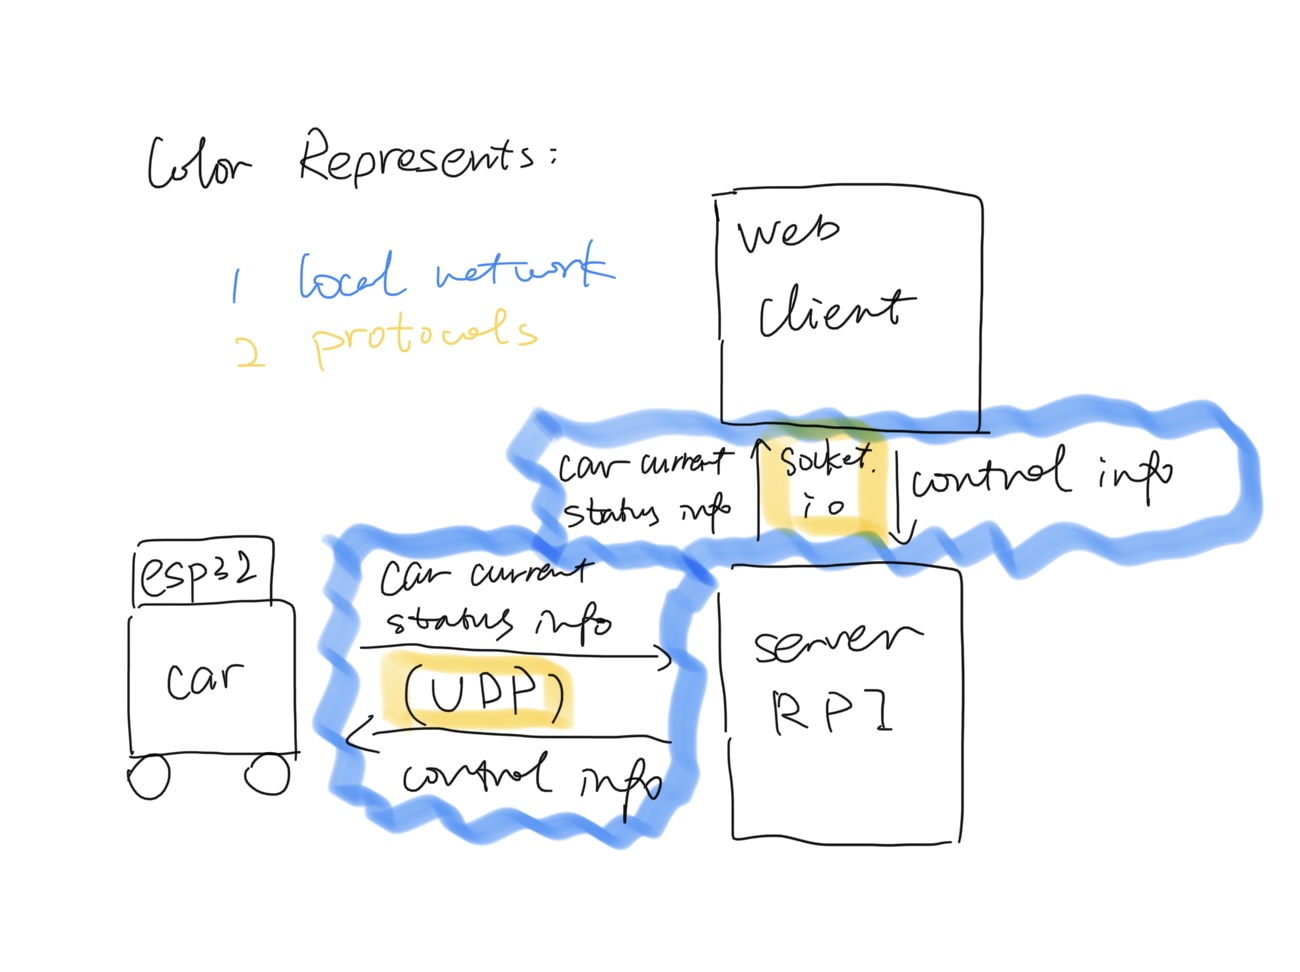 Color Represents:
1 local network
2 protocols
web
client
car current
status info
socket.
io
control info
esp32
car
car current
status info
(UDP)
control info
server
RPI